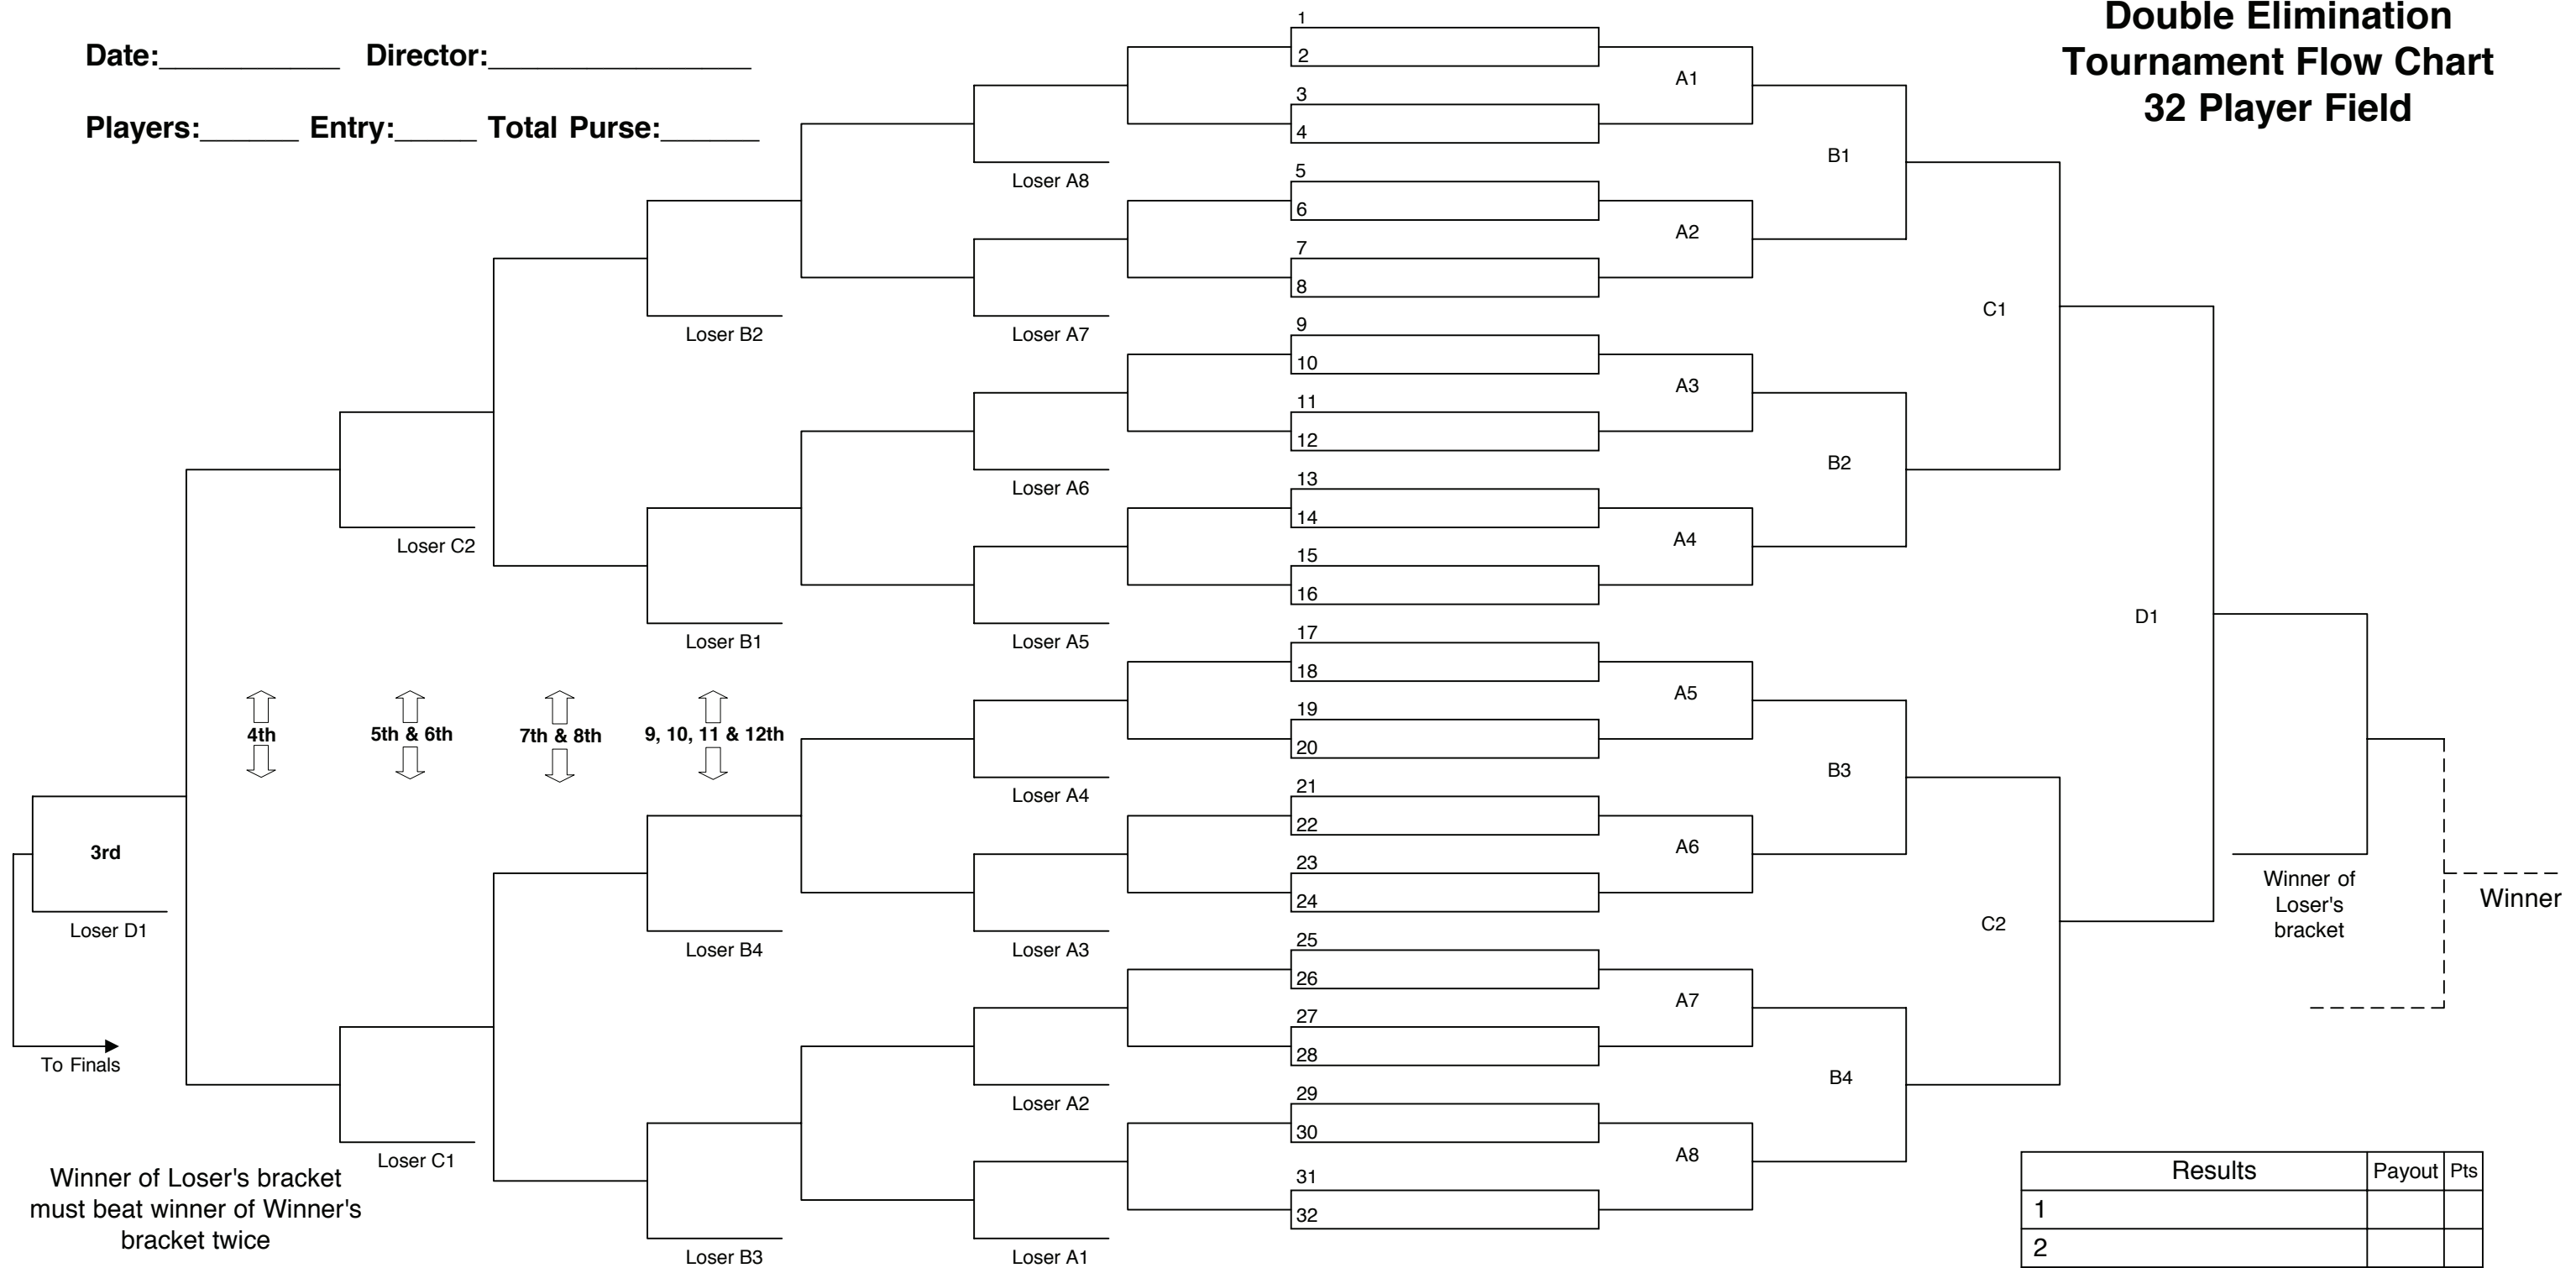 Double Elimination
Tournament Flow Chart
32 Player Field
Date:___________ Director:________________
Players:______ Entry:_____ Total Purse:______
1
2
A1
3
4
B1
5
Loser A8
6
A2
7
8
C1
9
Loser B2
Loser A7
10
A3
11
12
B2
13
Loser A6
14
A4
Loser C2
15
16
D1
17
Loser B1
Loser A5
18
A5
19
4th
5th & 6th
7th & 8th
9, 10, 11 & 12th
20
B3
21
Loser A4
22
A6
3rd
23
24
Winner of
Loser's
bracket
Winner
C2
Loser D1
25
Loser B4
Loser A3
26
A7
27
28
To Finals
B4
29
Loser A2
30
A8
Loser C1
31
32
Winner of Loser's bracket
must beat winner of Winner's
bracket twice
Loser B3
Loser A1
Results Payout Pts
1
2